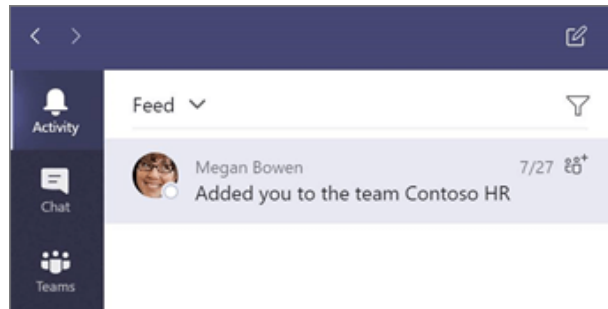 Activity
Feed
Megan Bowen 7/27
Added you to the team Contoso HR
Chat
Teams